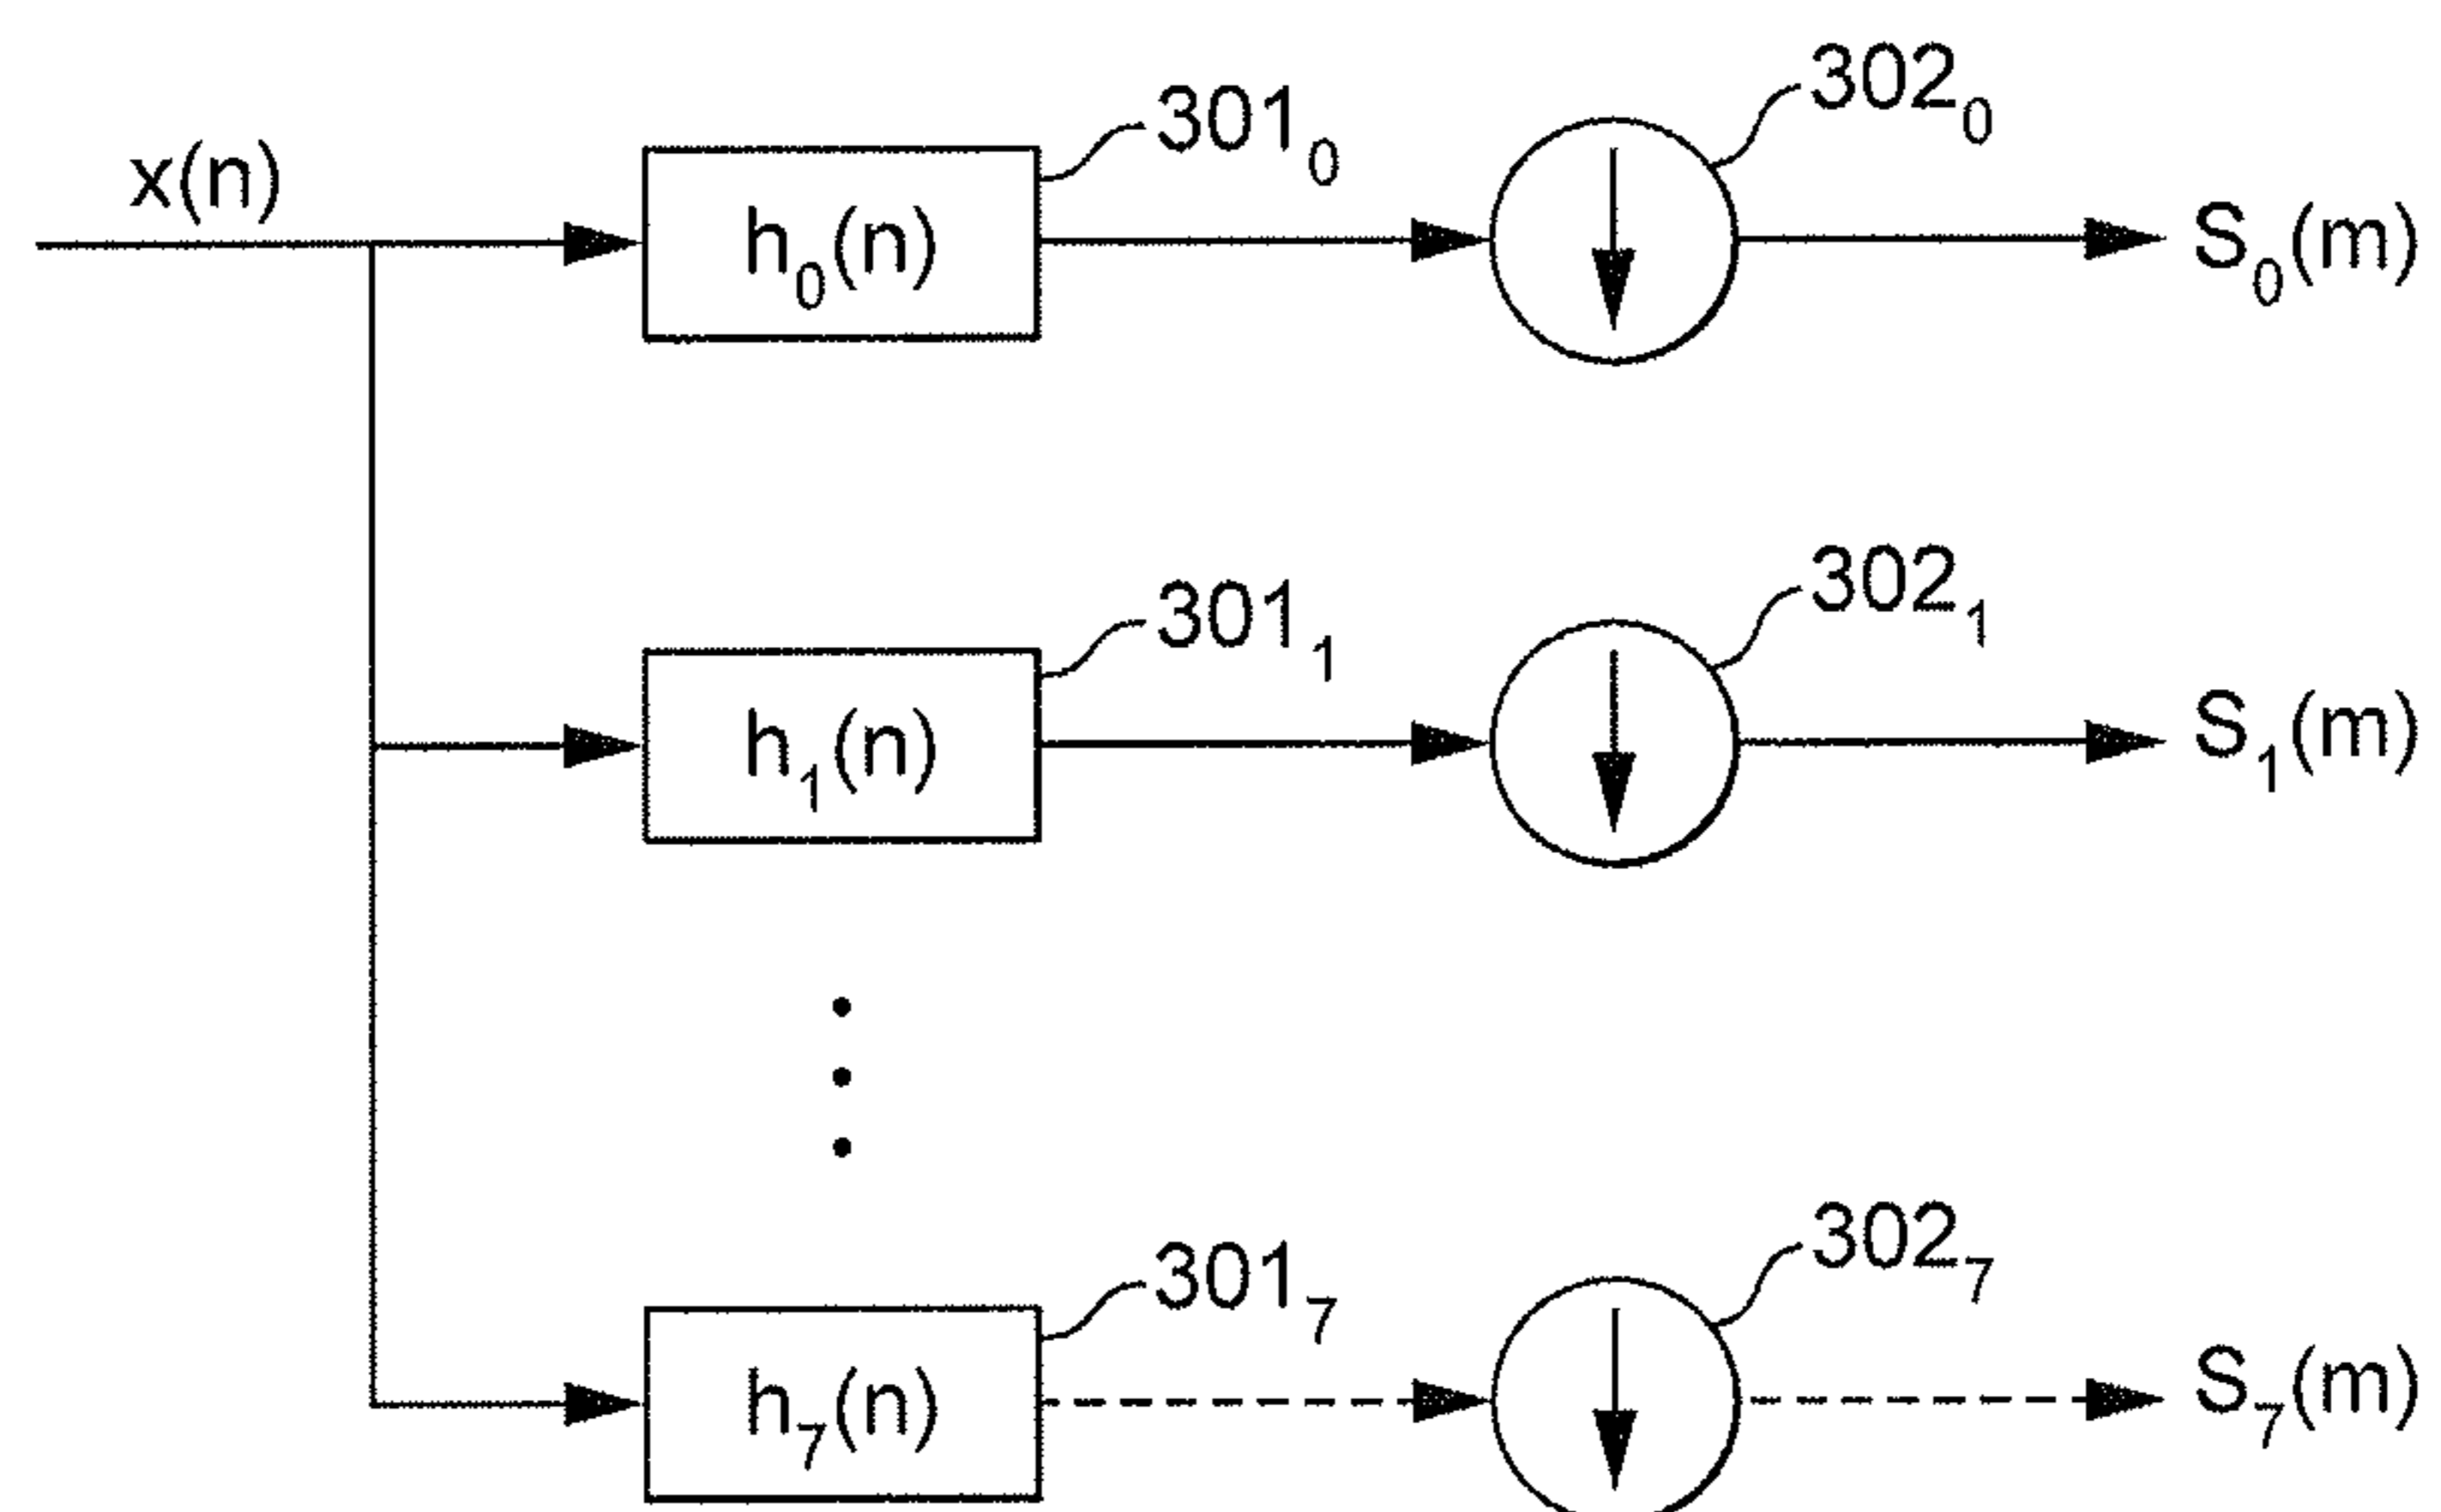 x(n)
h₀(n)
301₀
302₀
S₀(m)
h₁(n)
301₁
302₁
S₁(m)
h₇(n)
301₇
302₇
S₇(m)